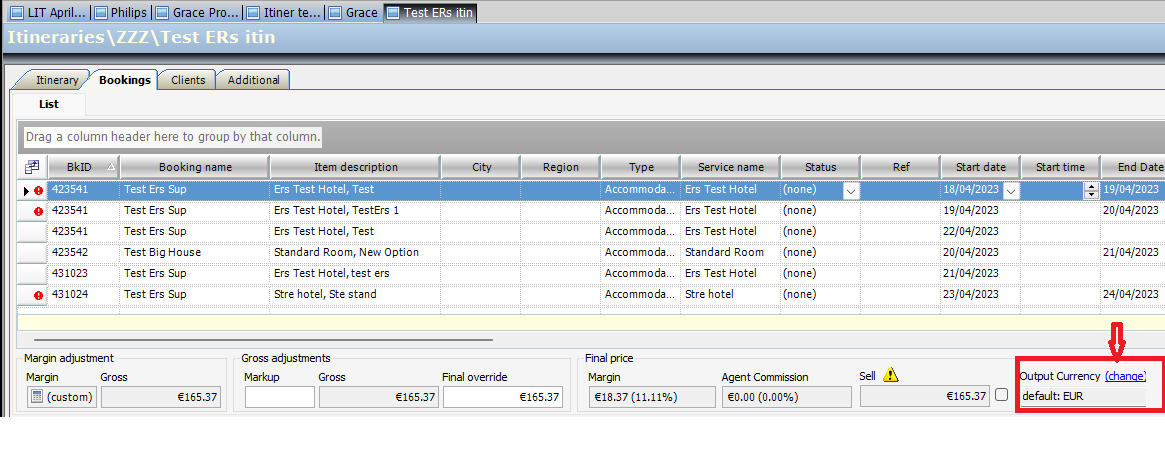 LIT April... Philips Grace Pro... Itiner te... Grace Test ERs itin
Itineraries\ZZZ\Test ERs itin
Itinerary Bookings Clients Additional
List
Drag a column header here to group by that column.
BkID Booking name Item description City Region Type Service name Status Ref Start date Start time End Date
423541 Test Ers Sup Ers Test Hotel, Test Accommoda... Ers Test Hotel (none) 18/04/2023 19/04/2023
423541 Test Ers Sup Ers Test Hotel, TestErs 1 Accommoda... Ers Test Hotel (none) 19/04/2023 20/04/2023
423541 Test Ers Sup Ers Test Hotel, Test Accommoda... Ers Test Hotel (none) 22/04/2023
423542 Test Big House Standard Room, New Option Accommoda... Standard Room (none) 20/04/2023 21/04/2023
431023 Test Ers Sup Ers Test Hotel, test ers Accommoda... Ers Test Hotel (none) 21/04/2023
431024 Test Ers Sup Stre hotel, Ste stand Accommoda... Stre hotel (none) 23/04/2023 24/04/2023
Margin adjustment Gross adjustments Final price
Margin Gross Markup Gross Final override Margin Agent Commission Sell Output Currency (change)
(custom) €165.37 €165.37 €165.37 €18.37 (11.11%) €0.00 (0.00%) €165.37 default: EUR